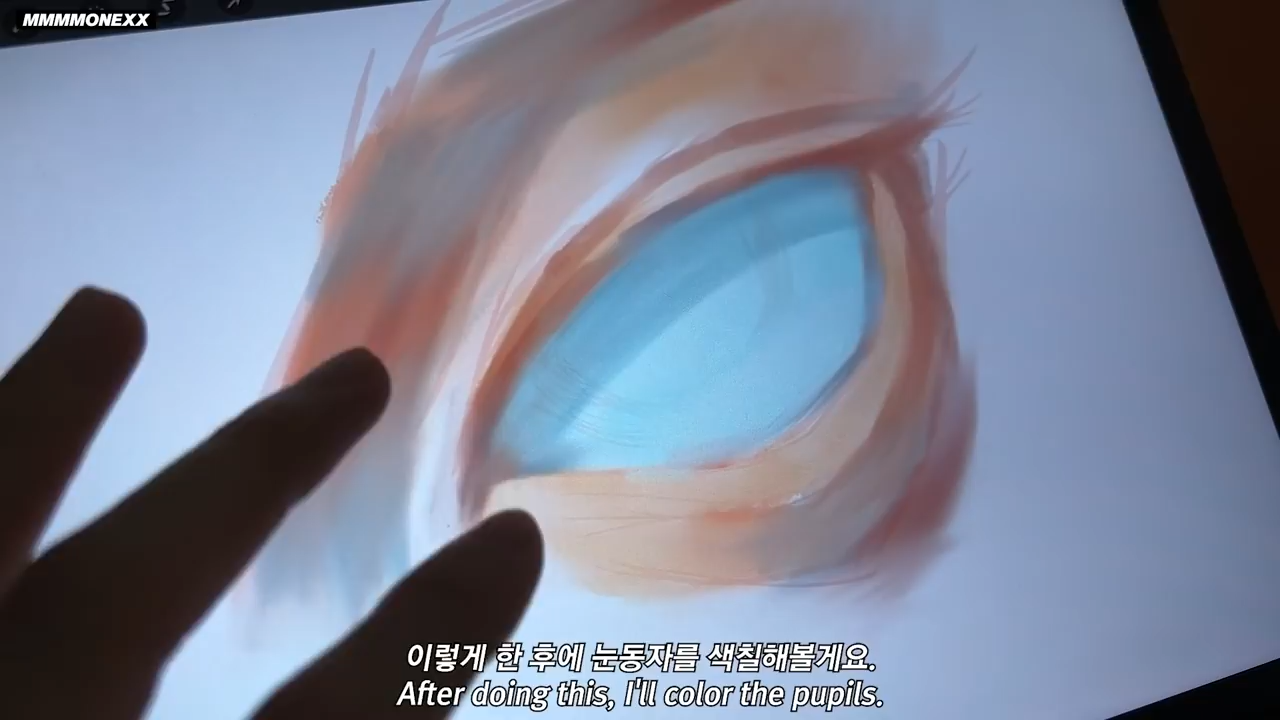 MMMMONEXX
이렇게 한 후에 눈동자를 색칠해볼게요.
After doing this, I'll color the pupils.